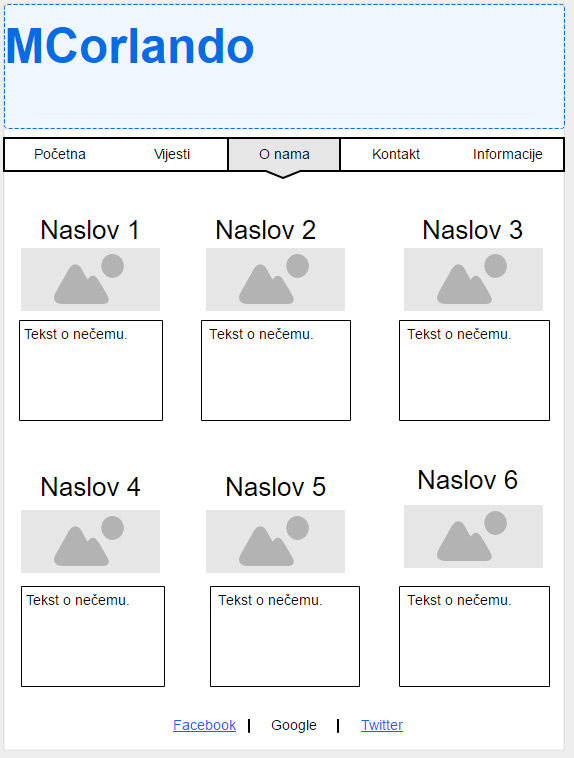 MCorlando
Početna Vijesti O nama Kontakt Informacije
Naslov 1 Naslov 2 Naslov 3
Tekst o nečemu. Tekst o nečemu. Tekst o nečemu.
Naslov 4 Naslov 5 Naslov 6
Tekst o nečemu. Tekst o nečemu. Tekst o nečemu.
Facebook | Google | Twitter